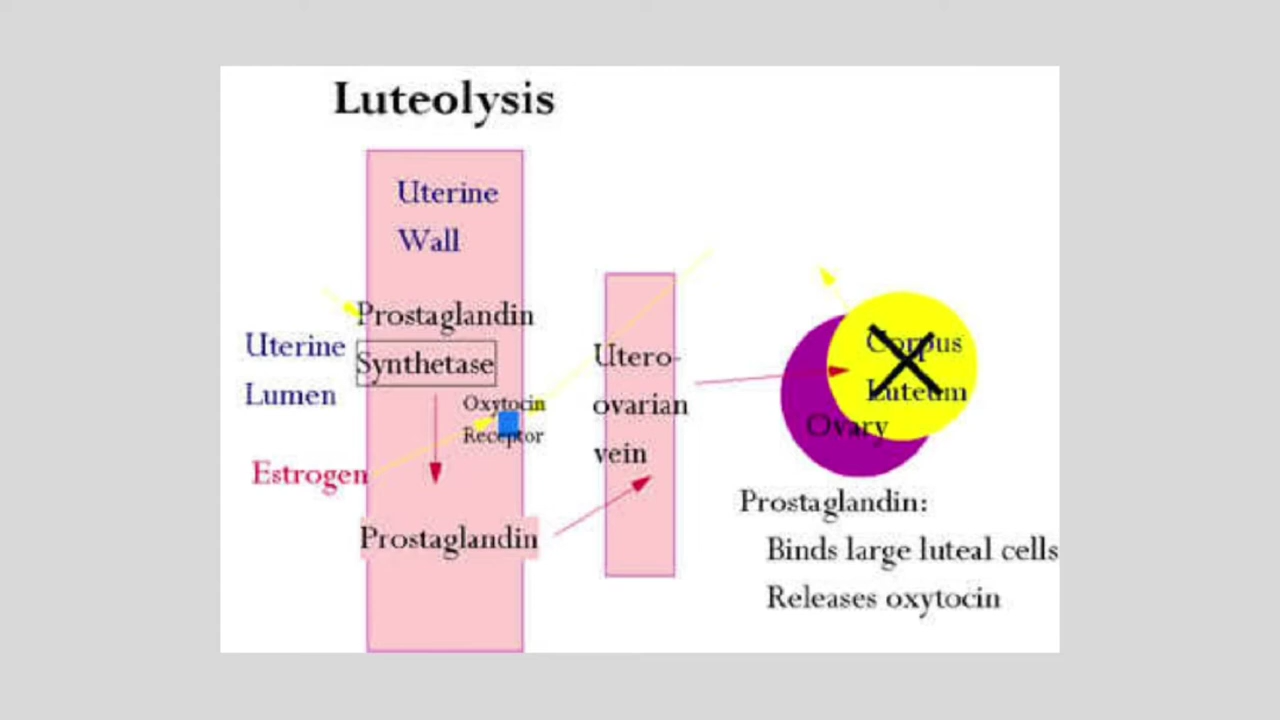 Luteolysis
Uterine
Wall
Prostaglandin
Synthetase
Uterine
Lumen
Oxytocin
Receptor
Estrogen
Prostaglandin
Utero-
ovarian
vein
Corpus
Luteum
Ovary
Prostaglandin:
Binds large luteal cells
Releases oxytocin